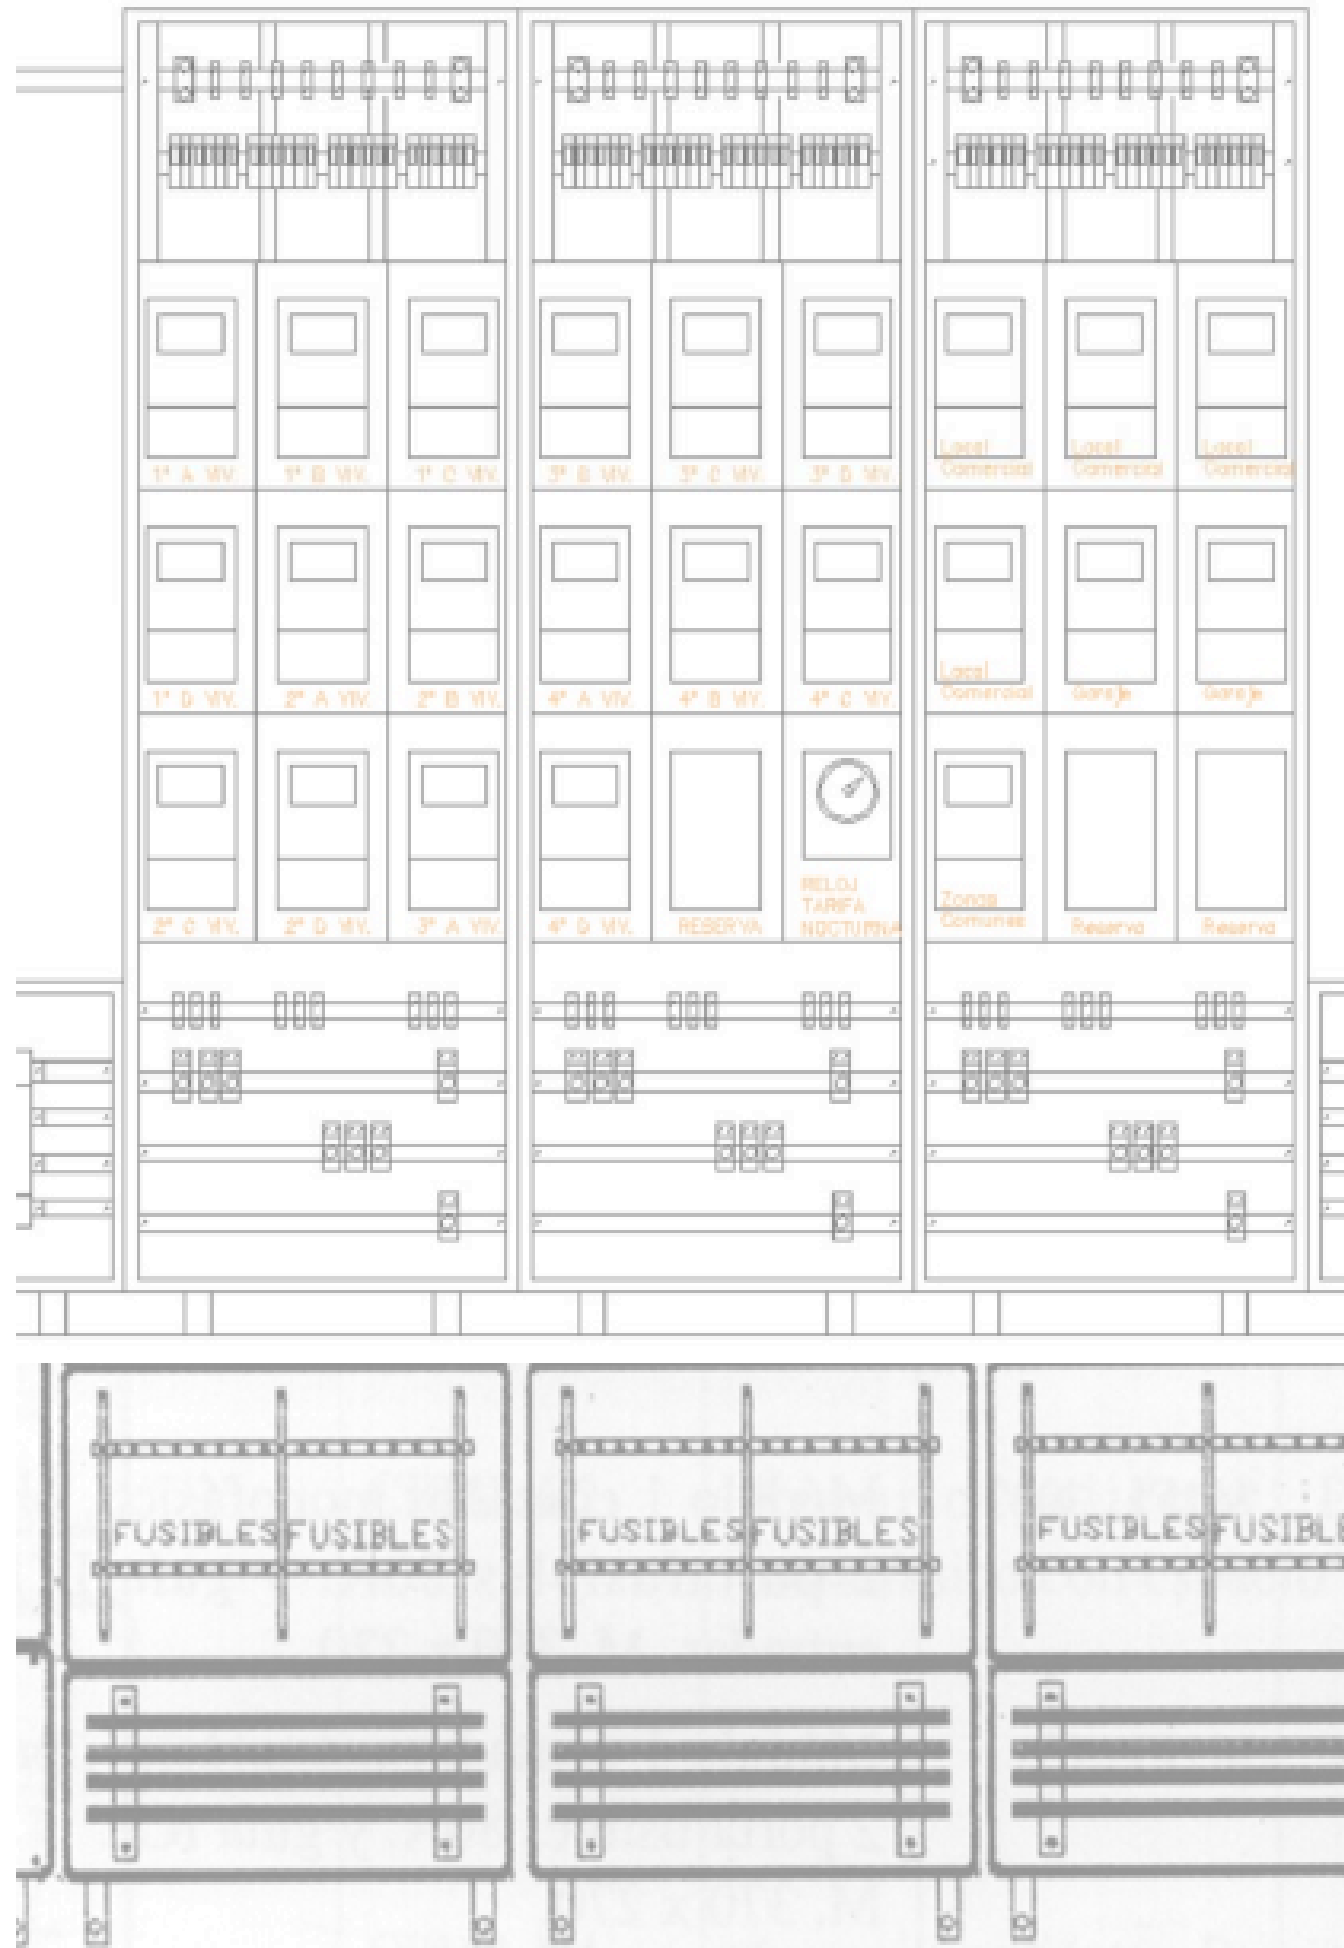 1º A VIV. 1º B VIV. 1º C VIV. 3º B VIV. 3º C VIV. 3º D VIV.
Local Local Local
Comercial Comercial Comercial
1º D VIV. 2º A VIV. 2º B VIV. 4º A VIV. 4º B VIV. 4º C VIV.
Local
Comercial Garaje Garaje
2º C VIV. 2º D VIV. 3º A VIV. 4º D VIV. RESERVA
RELOJ
TARIFA
NOCTURNA
Zonas
Comunes Reserva Reserva
FUSIBLES FUSIBLES FUSIBLES FUSIBLES FUSIBLES FUSIBLE